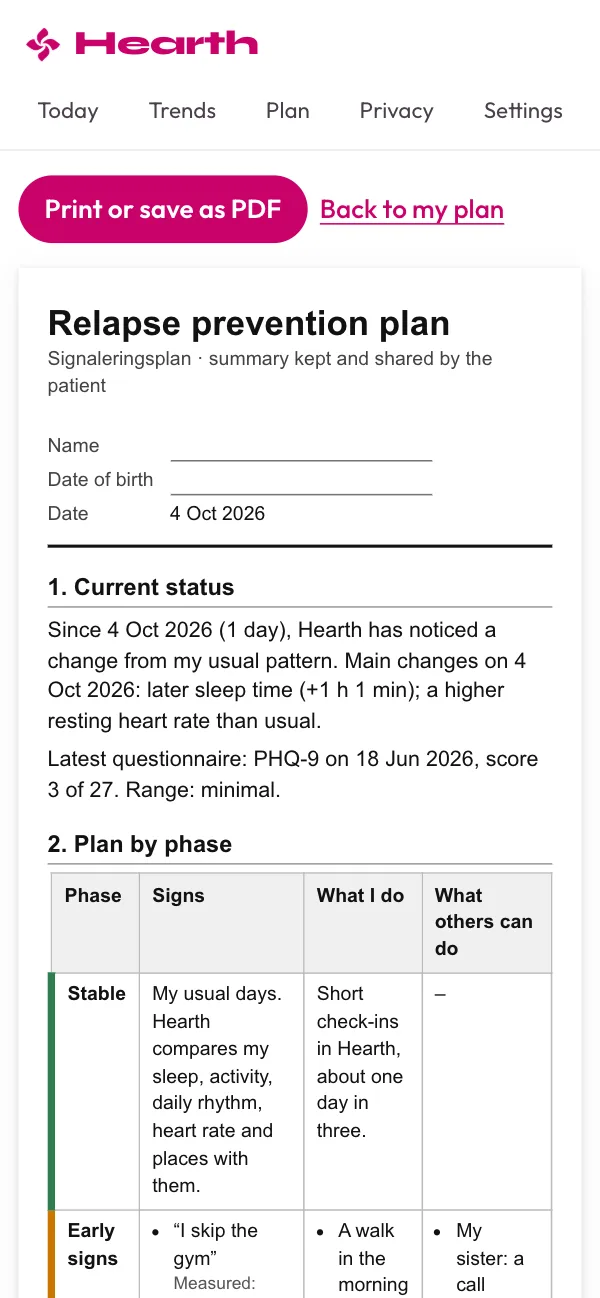 Hearth
Today Trends Plan Privacy Settings
Print or save as PDF Back to my plan
Relapse prevention plan
Signaleringsplan · summary kept and shared by the
patient
Name
Date of birth
Date 4 Oct 2026
1. Current status
Since 4 Oct 2026 (1 day), Hearth has noticed a
change from my usual pattern. Main changes on 4
Oct 2026: later sleep time (+1 h 1 min); a higher
resting heart rate than usual.
Latest questionnaire: PHQ-9 on 18 Jun 2026, score
3 of 27. Range: minimal.
2. Plan by phase
Phase Signs What I do What
others can
do
Stable
My usual days.
Hearth
compares my
sleep, activity,
daily rhythm,
heart rate and
places with
them.
Short
check-ins
in Hearth,
about one
day in
three.
–
Early
signs
• “I skip the
gym”
Measured:
• A walk
in the
morning
• My
sister: a
call